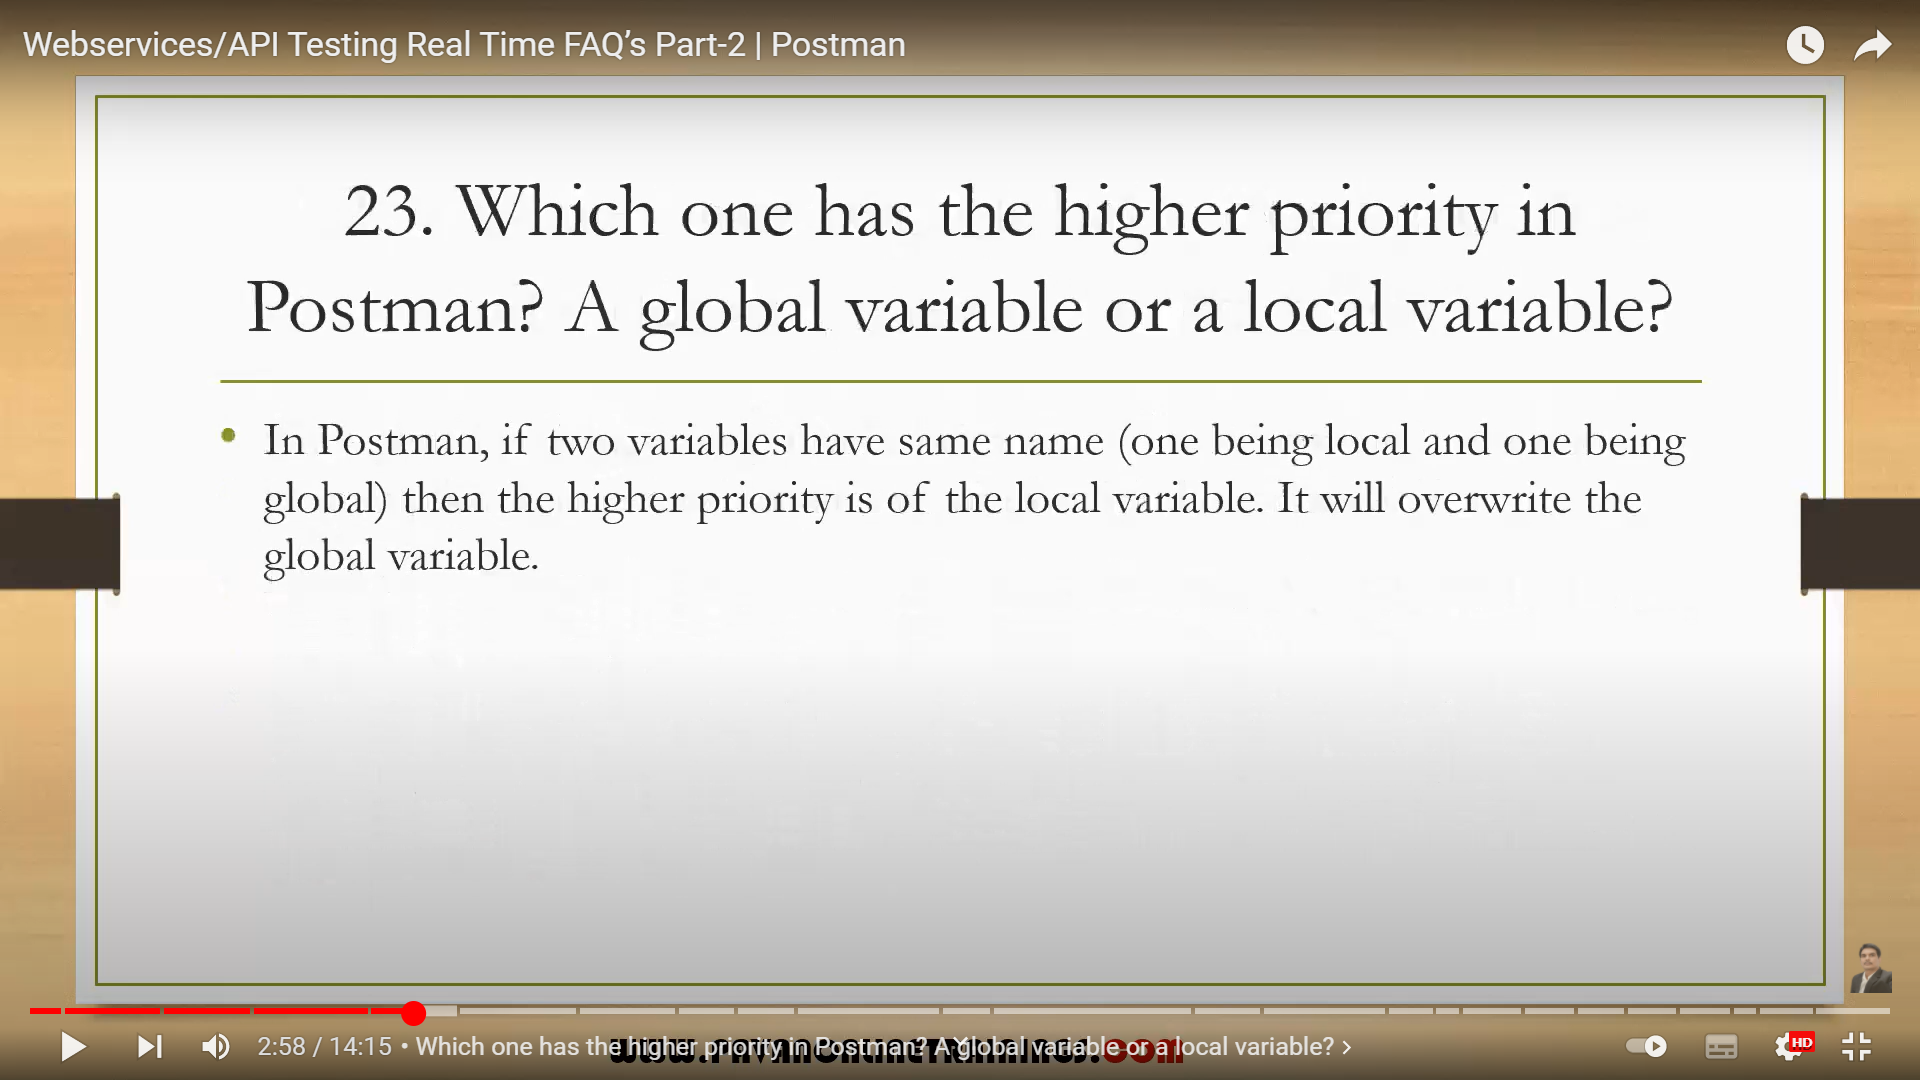 Webservices/API Testing Real Time FAQ’s Part-2 | Postman
23. Which one has the higher priority in
Postman? A global variable or a local variable?
• In Postman, if two variables have same name (one being local and one being
global) then the higher priority is of the local variable. It will overwrite the
global variable.
2:58 / 14:15 • Which one has the higher priority in Postman? A global variable or a local variable?
HD